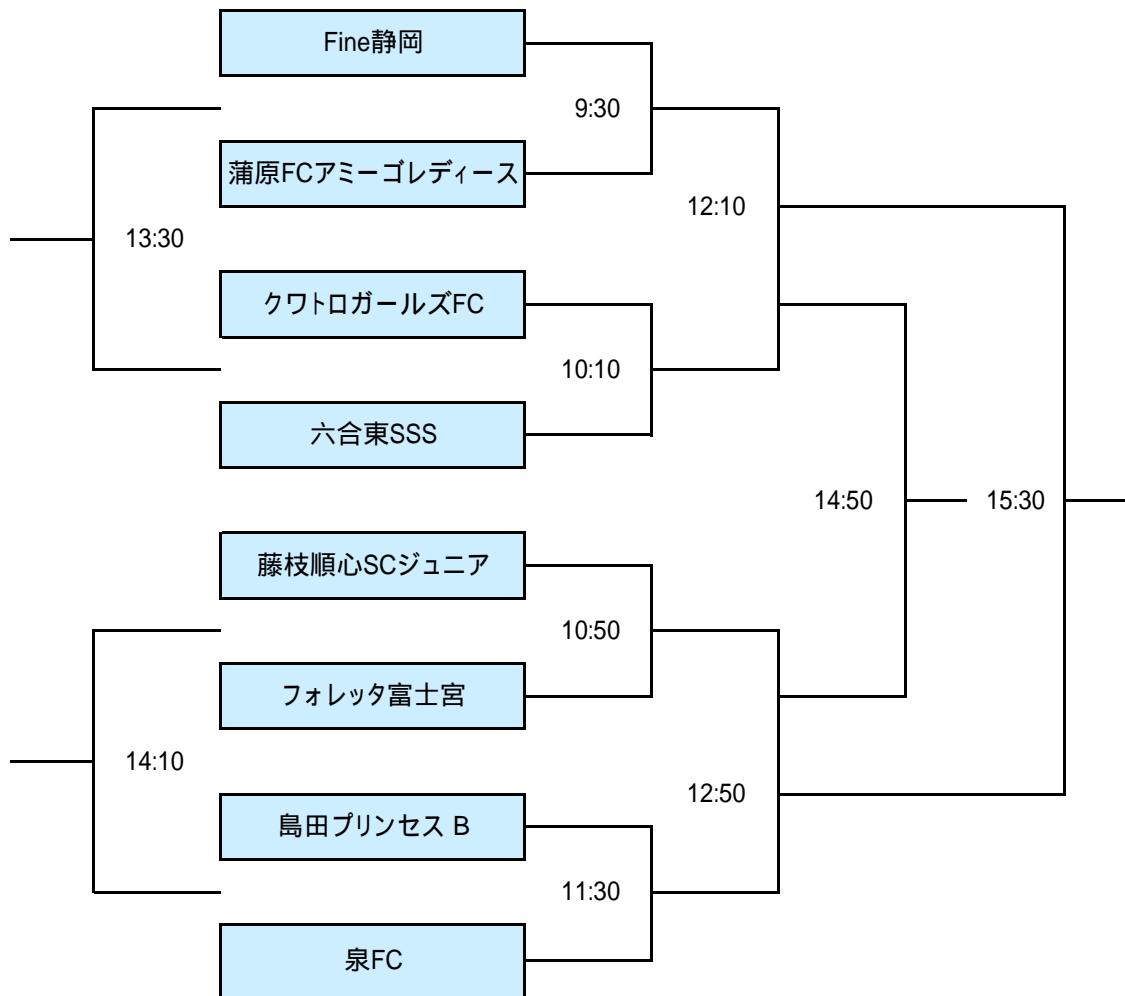 Fine静岡
9:30
蒲原FCアミーゴレディース
12:10
13:30
クワトロガールズFC
10:10
六合東SSS
14:50
15:30
藤枝順心SCジュニア
10:50
フォレッタ富士宮
14:10
12:50
島田プリンセス B
11:30
泉FC